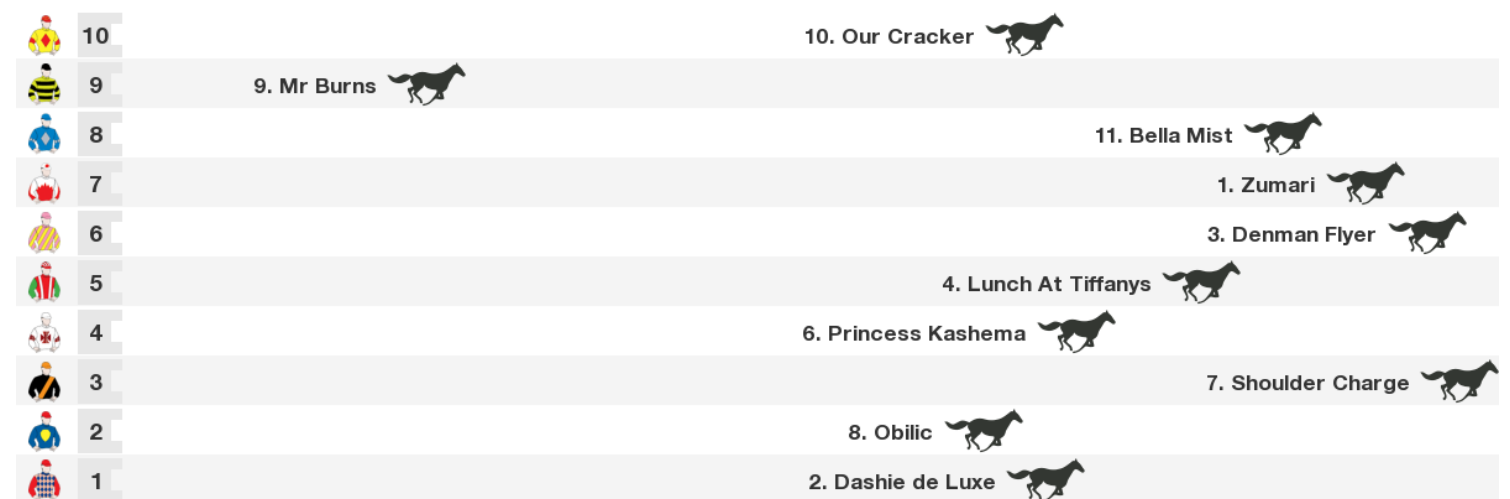 10 10. Our Cracker
9 9. Mr Burns
8 11. Bella Mist
7 1. Zumari
6 3. Denman Flyer
5 4. Lunch At Tiffanys
4 6. Princess Kashema
3 7. Shoulder Charge
2 8. Obilic
1 2. Dashie de Luxe